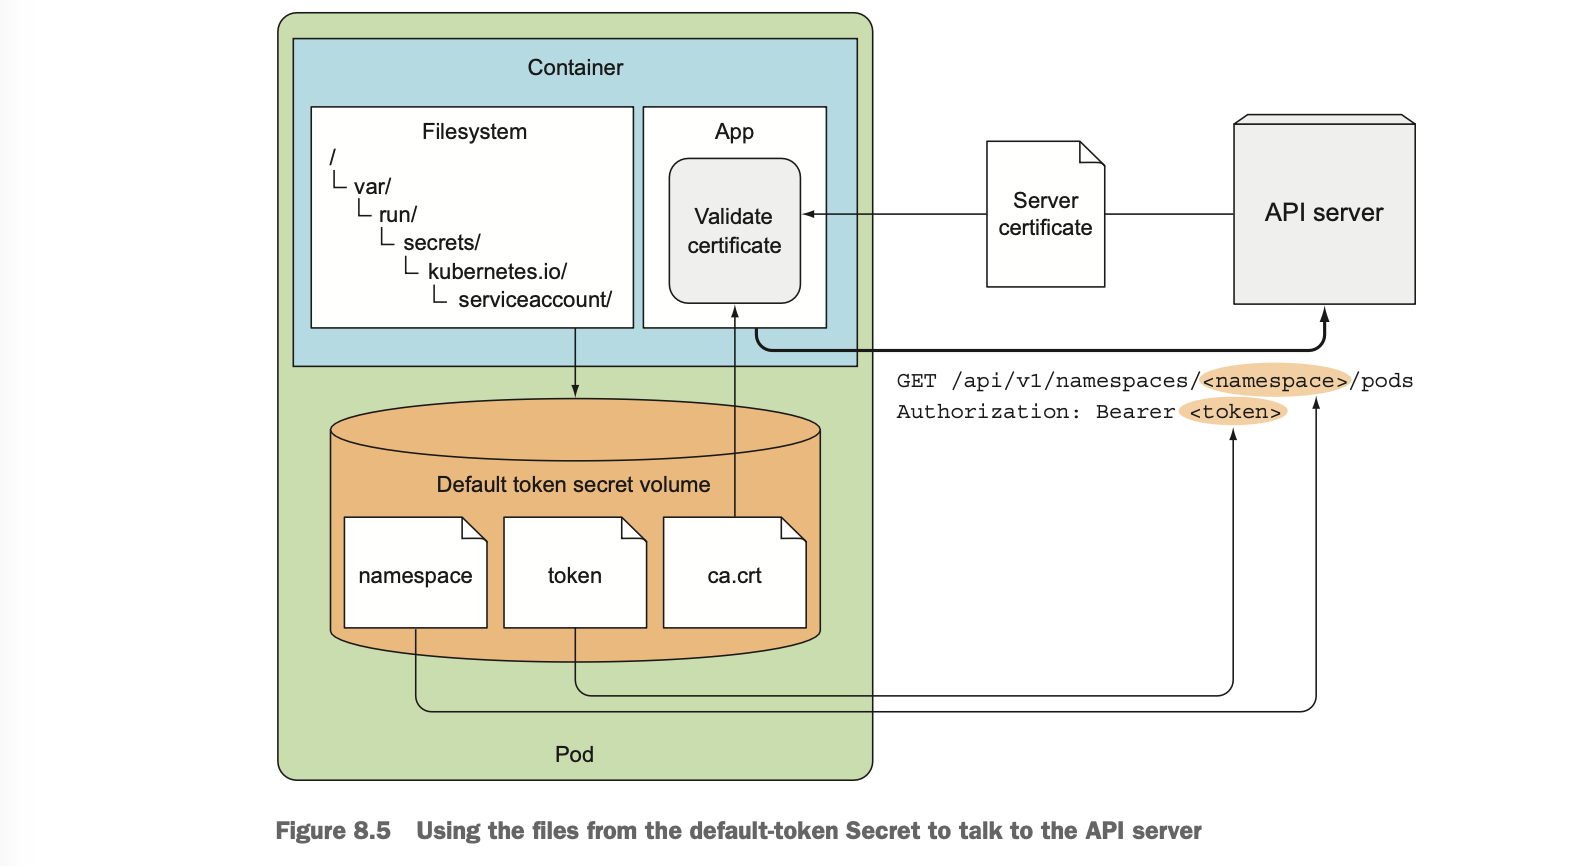 Container
Filesystem
/
var/
run/
secrets/
kubernetes.io/
serviceaccount/
App
Validate
certificate
Server
certificate
API server
GET /api/v1/namespaces/<namespace>/pods
Authorization: Bearer <token>
Default token secret volume
namespace
token
ca.crt
Pod
Figure 8.5 Using the files from the default-token Secret to talk to the API server